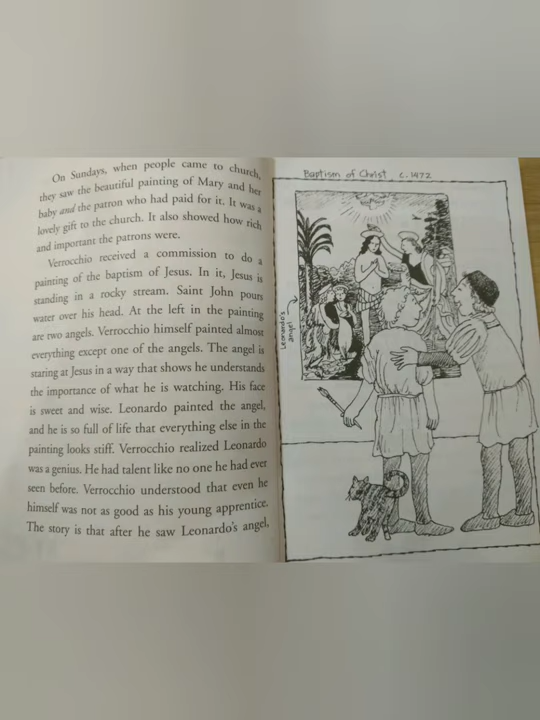 On Sundays, when people came to church,
they saw the beautiful painting of Mary and her
baby and the patron who had paid for it. It was a
lovely gift to the church. It also showed how rich
and important the patrons were.
Verrocchio received a commission to do a
painting of the baptism of Jesus. In it, Jesus is
standing in a rocky stream. Saint John pours
water over his head. At the left in the painting
are two angels. Verrocchio himself painted almost
everything except one of the angels. The angel is
staring at Jesus in a way that shows he understands
the importance of what he is watching. His face
is sweet and wise. Leonardo painted the angel,
and he is so full of life that everything else in the
painting looks stiff. Verrocchio realized Leonardo
was a genius. He had talent like no one he had ever
seen before. Verrocchio understood that even he
himself was not as good as his young apprentice.
The story is that after he saw Leonardo's angel,
Baptism of Christ c. 1472
Leonardo's
angel